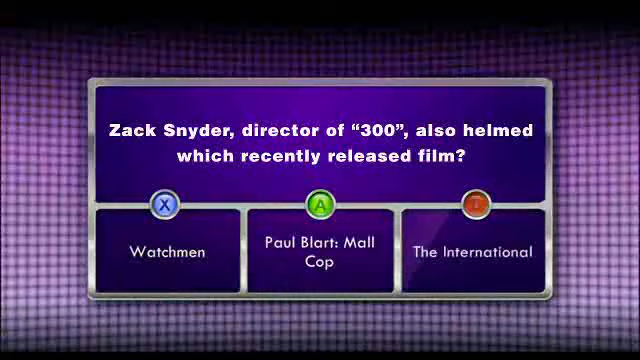 Zack Snyder, director of “300”, also helmed
which recently released film?
X
A
Watchmen
Paul Blart: Mall
Cop
The International